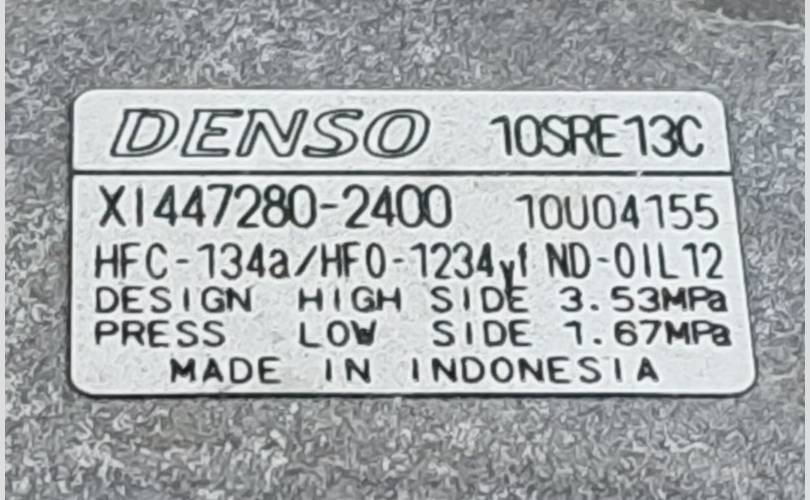 DENSO 10SRE13C
XI447280-2400 10U04155
HFC-134a/HFO-1234yf ND-OIL12
DESIGN HIGH SIDE 3.53MPa
PRESS LOW SIDE 1.67MPa
MADE IN INDONESIA